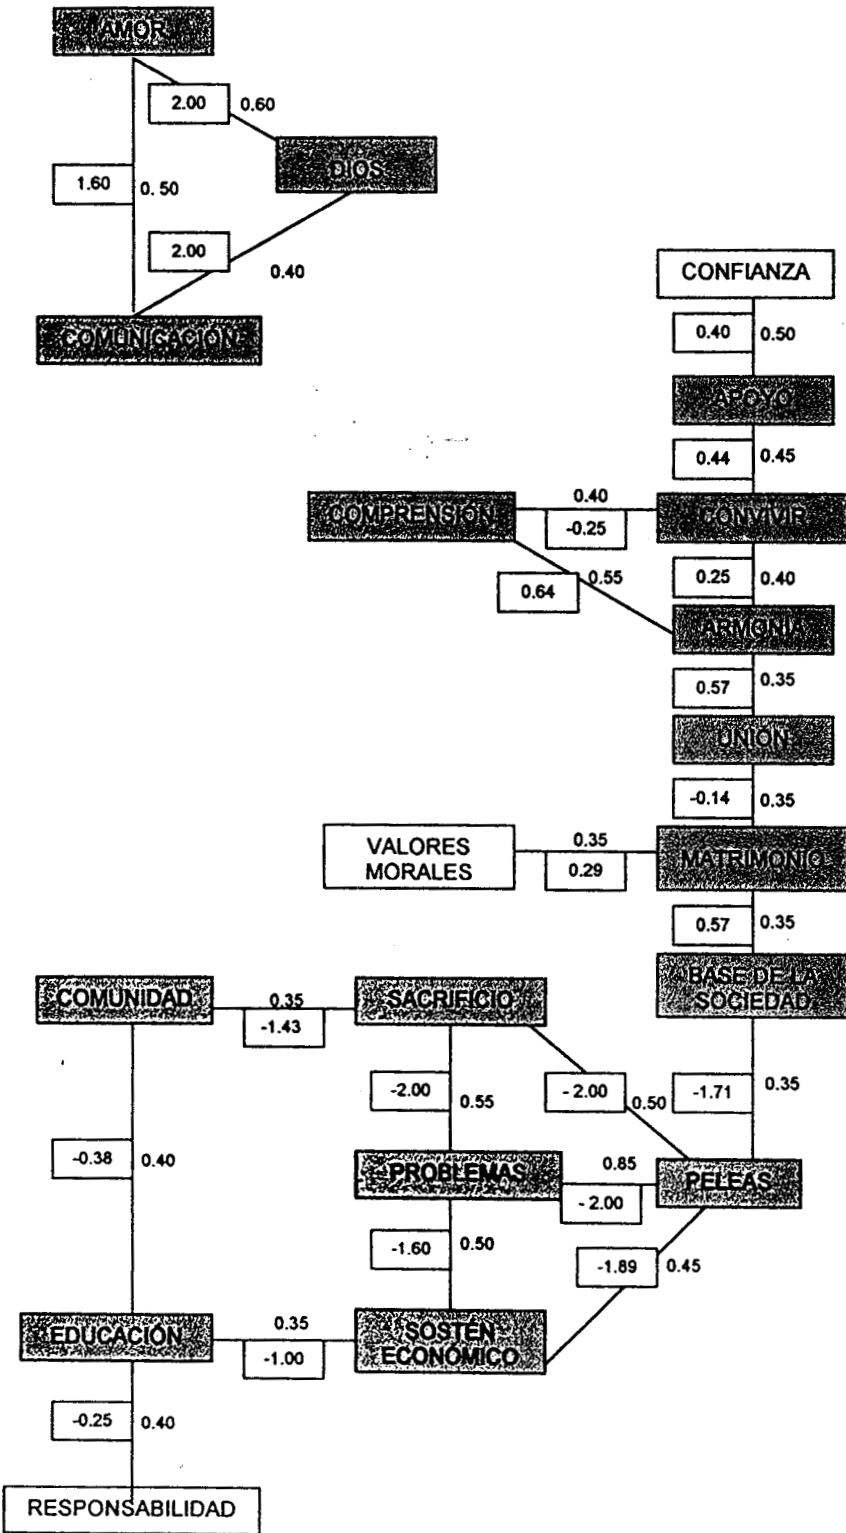 AMOR
2.00 0.60
DIOS
1.60 0. 50
2.00
0.40
COMUNICACIÓN
CONFIANZA
0.40 0.50
APOYO
0.44 0.45
COMPRENSIÓN
0.40
-0.25
CONVIVIR
0.64
0.55
0.25 0.40
ARMONIA
0.57 0.35
UNIÓN
-0.14 0.35
VALORES
MORALES
0.35
0.29
MATRIMONIO
0.57 0.35
BASE DE LA
SOCIEDAD
COMUNIDAD
0.35
-1.43
SACRIFICIO
-2.00 0.55
- 2.00 0.50
-1.71 0.35
-0.38 0.40
PROBLEMAS
0.85
- 2.00
PELEAS
-1.60 0.50
-1.89 0.45
EDUCACIÓN
0.35
-1.00
SOSTÉN
ECONÓMICO
-0.25 0.40
RESPONSABILIDAD